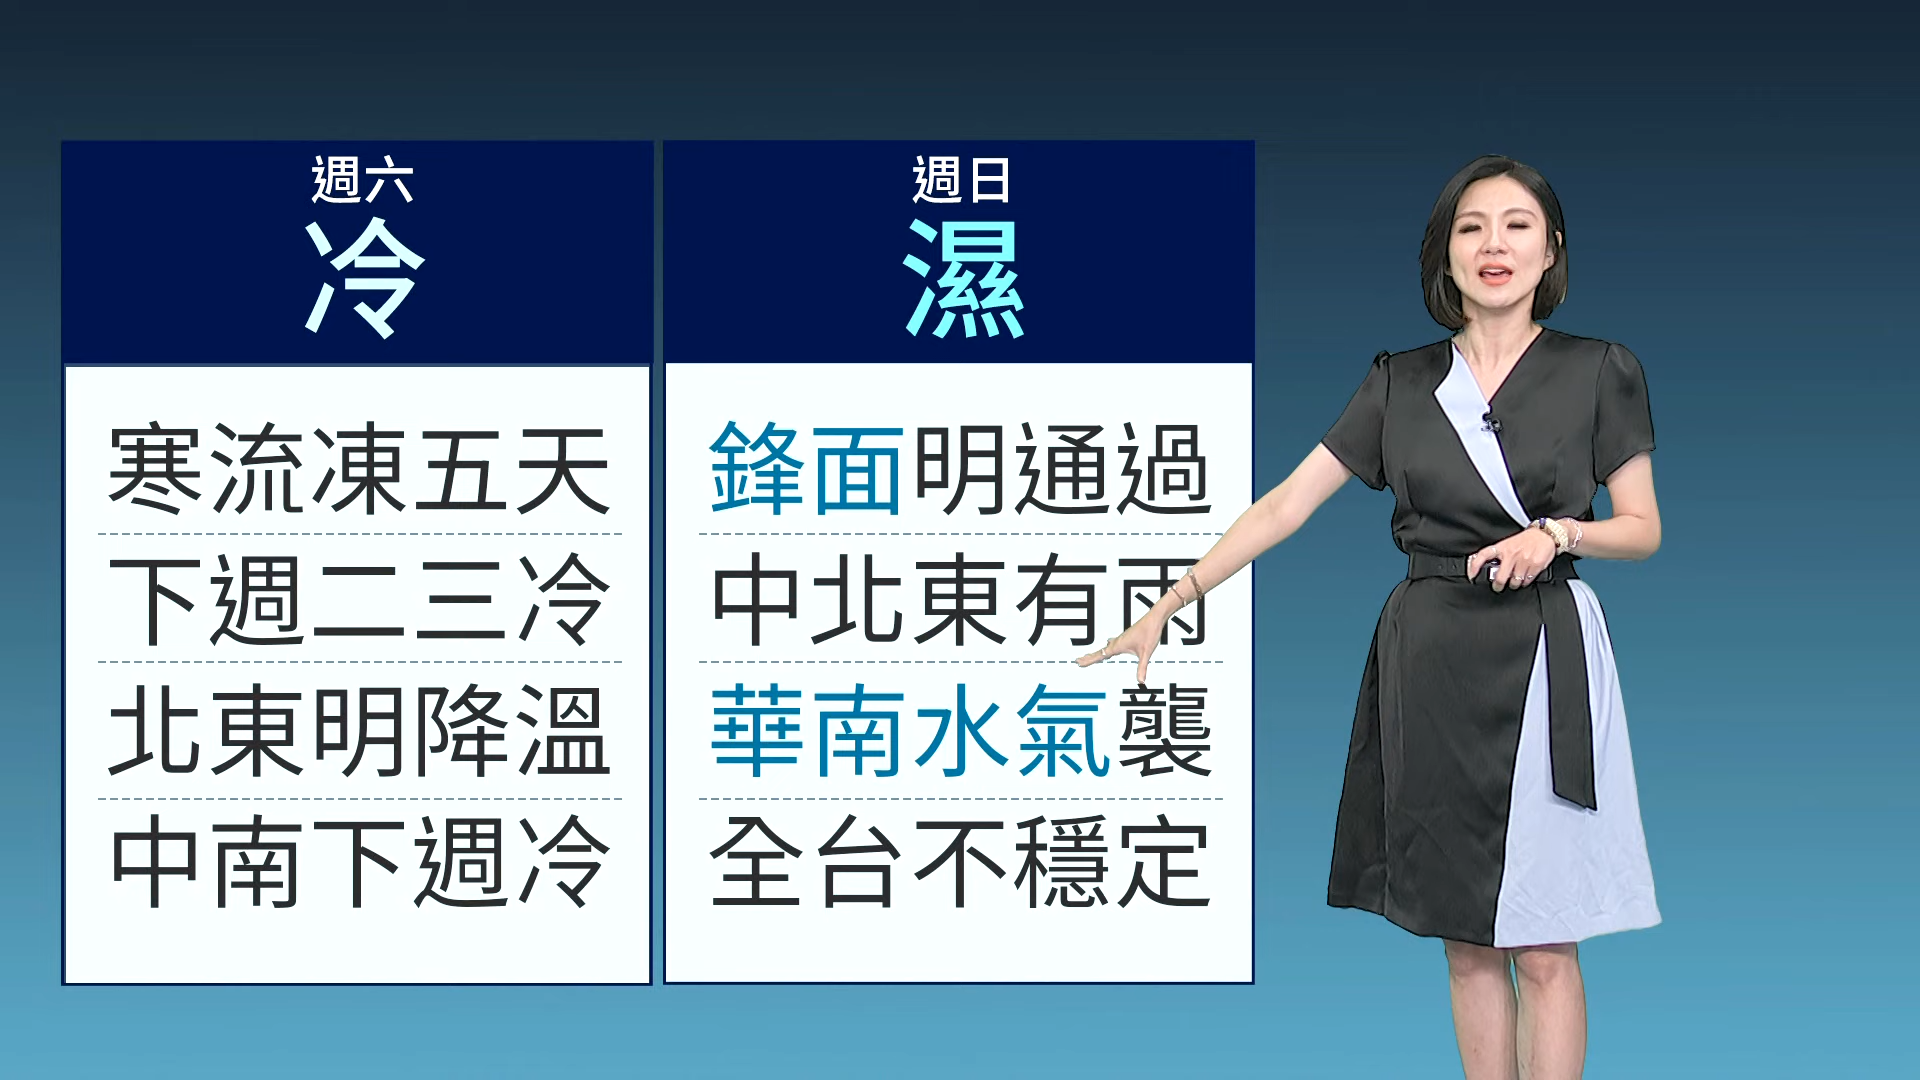 週六
冷
寒流凍五天
下週二三冷
北東明降溫
中南下週冷
週日
濕
鋒面明通過
中北東有雨
華南水氣襲
全台不穩定